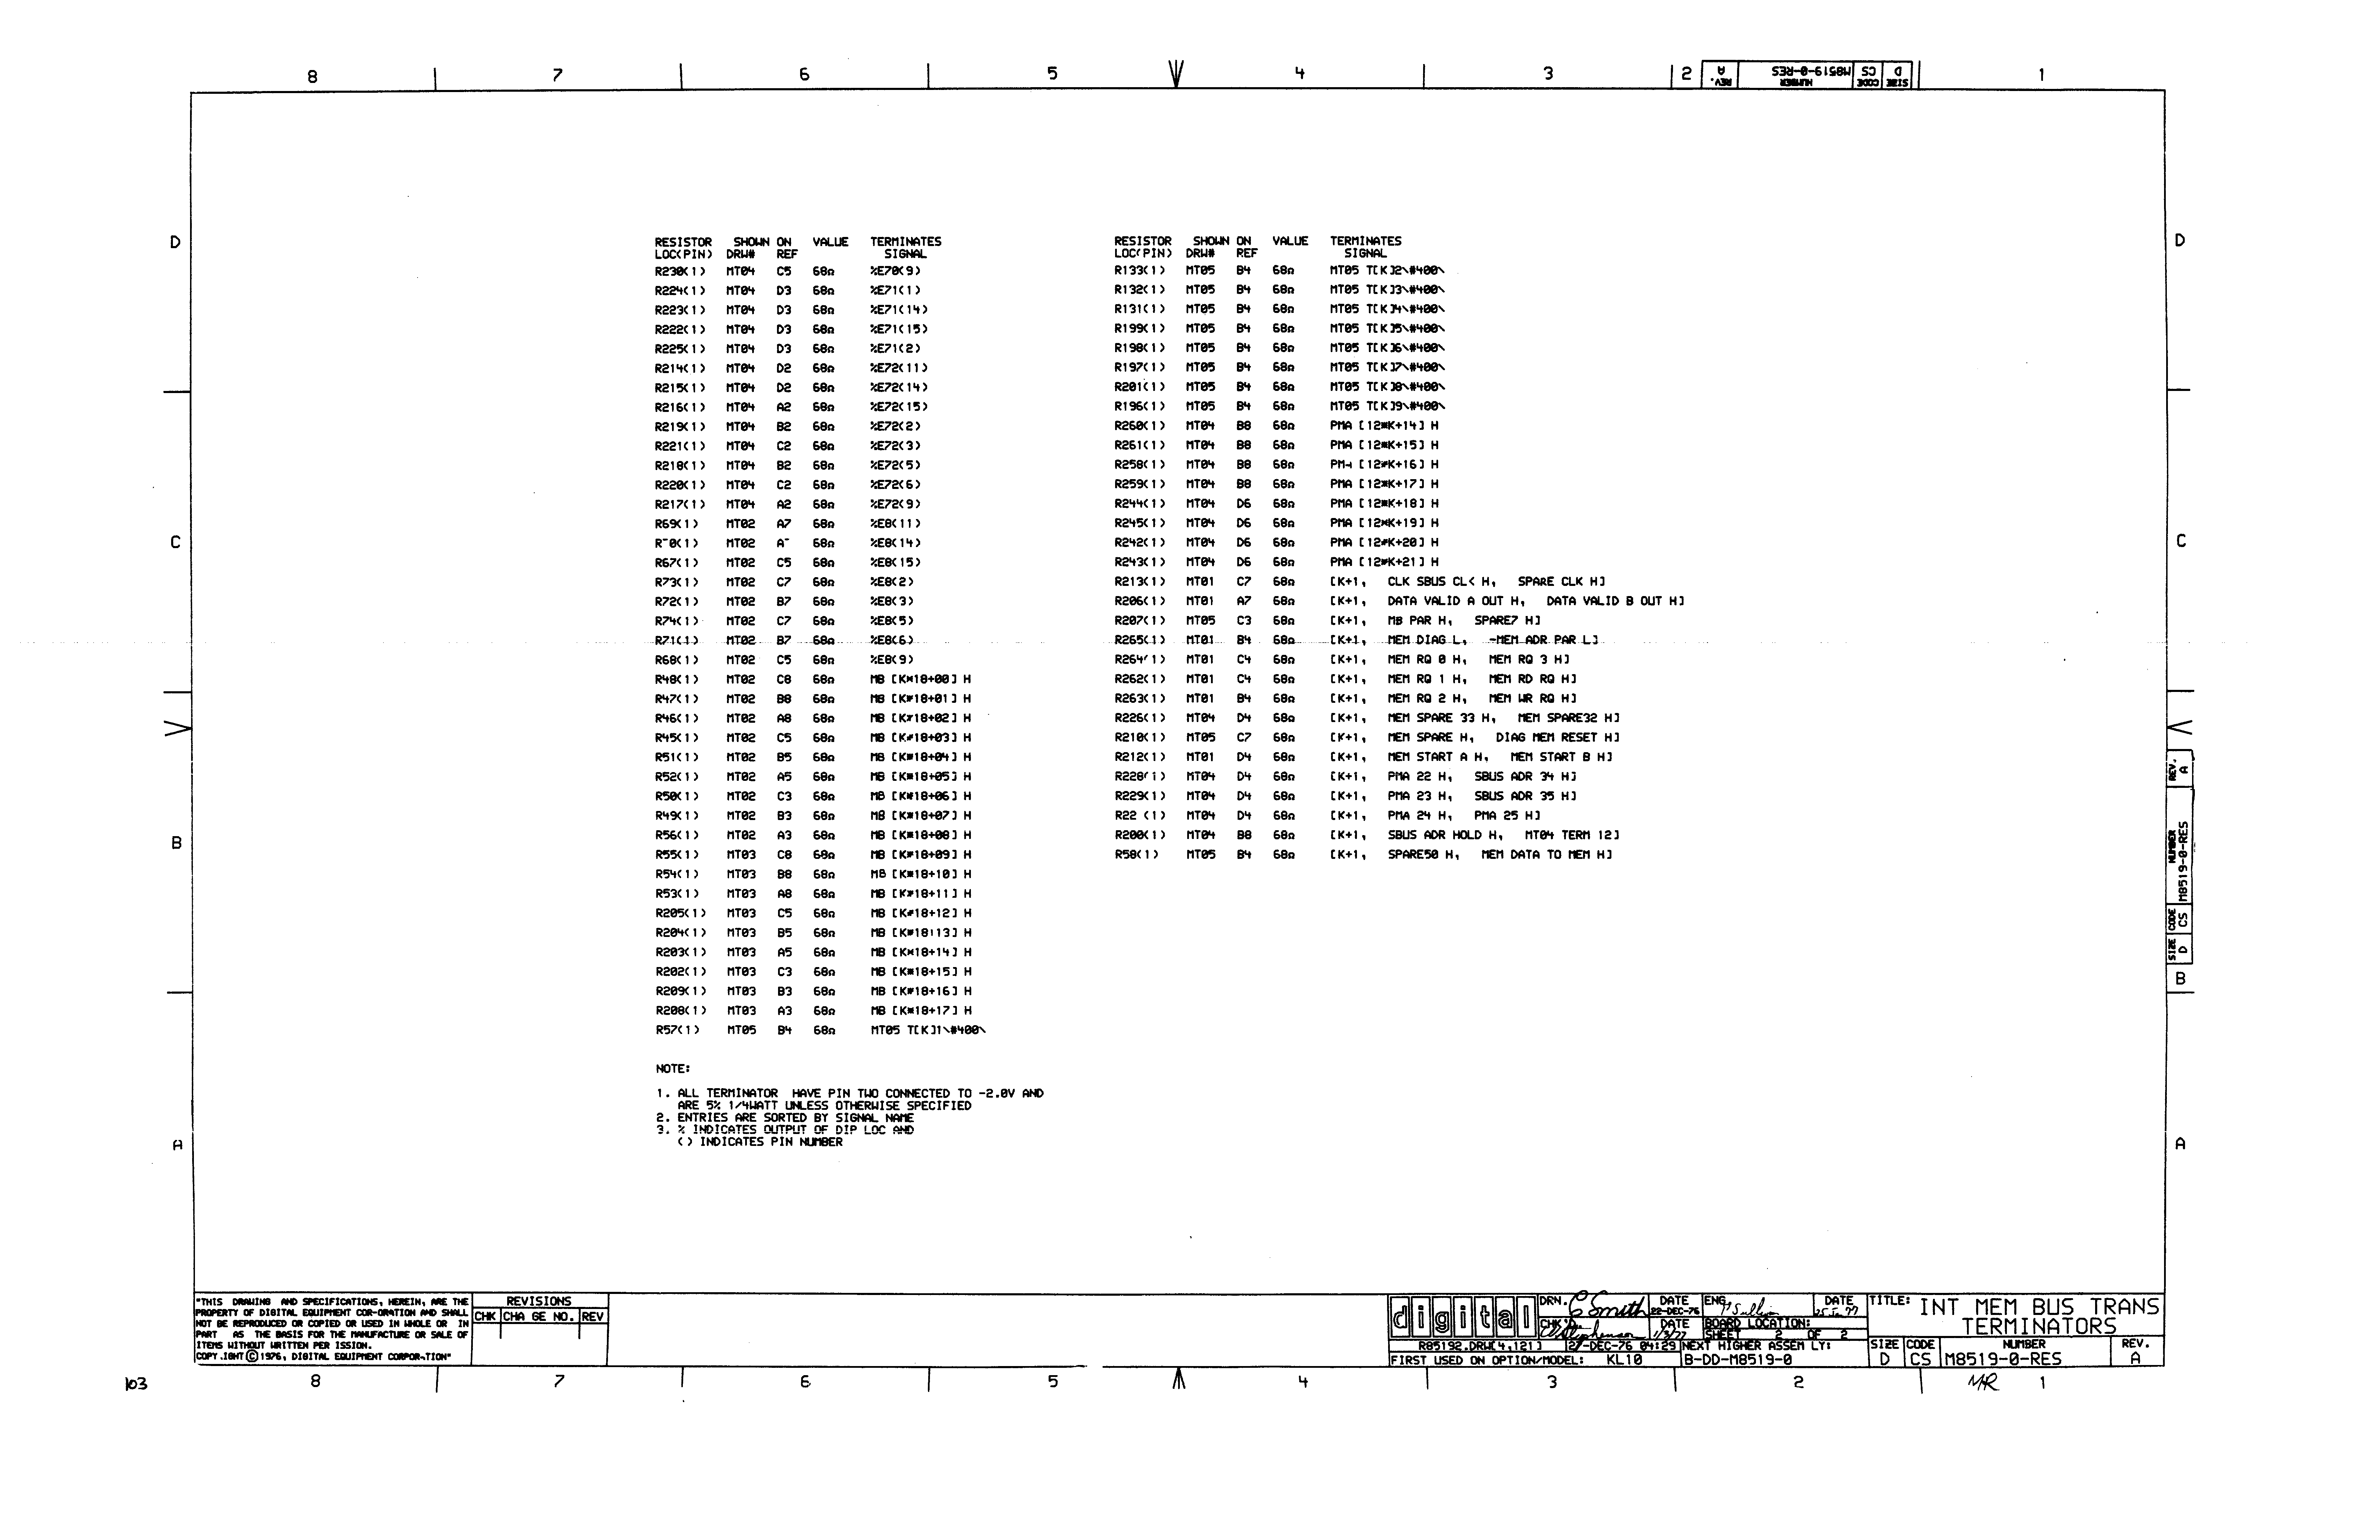 8 7 6 5 4 3 2 1
REV. A
NUMBER M8519-0-RES
CODE CS
SIZE D
D D
RESISTOR SHOWN ON VALUE TERMINATES
LOC(PIN) DRW# REF SIGNAL
R230(1) MT04 C5 68Ω %E70(9)
R224(1) MT04 D3 68Ω %E71(1)
R223(1) MT04 D3 68Ω %E71(14)
R222(1) MT04 D3 68Ω %E71(15)
R225(1) MT04 D3 68Ω %E71(2)
R214(1) MT04 D2 68Ω %E72(11)
R215(1) MT04 D2 68Ω %E72(14)
R216(1) MT04 A2 68Ω %E72(15)
R219(1) MT04 B2 68Ω %E72(2)
R221(1) MT04 C2 68Ω %E72(3)
R218(1) MT04 B2 68Ω %E72(5)
R220(1) MT04 C2 68Ω %E72(6)
R217(1) MT04 A2 68Ω %E72(9)
R69(1) MT02 A7 68Ω %E8(11)
MT02 68Ω %E8(14)
R67(1) MT02 C5 68Ω %E8(15)
R73(1) MT02 C7 68Ω %E8(2)
R72(1) MT02 B7 68Ω %E8(3)
R74(1) MT02 C7 68Ω %E8(5)
R71(1) MT02 B7 68Ω %E8(6)
R68(1) MT02 C5 68Ω %E8(9)
R48(1) MT02 C8 68Ω MB [K*18+00] H
R47(1) MT02 B8 68Ω MB [K*18+01] H
R46(1) MT02 A8 68Ω MB [K*18+02] H
R45(1) MT02 C5 68Ω MB [K*18+03] H
R51(1) MT02 B5 68Ω MB [K*18+04] H
R52(1) MT02 A5 68Ω MB [K*18+05] H
R50(1) MT02 C3 68Ω MB [K*18+06] H
R49(1) MT02 B3 68Ω MB [K*18+07] H
R56(1) MT02 A3 68Ω MB [K*18+08] H
R55(1) MT03 C8 68Ω MB [K*18+09] H
R54(1) MT03 B8 68Ω MB [K*18+10] H
R53(1) MT03 A8 68Ω MB [K*18+11] H
R205(1) MT03 C5 68Ω MB [K*18+12] H
R204(1) MT03 B5 68Ω MB [K*18+13] H
R203(1) MT03 A5 68Ω MB [K*18+14] H
R202(1) MT03 C3 68Ω MB [K*18+15] H
R209(1) MT03 B3 68Ω MB [K*18+16] H
R208(1) MT03 A3 68Ω MB [K*18+17] H
R57(1) MT05 B4 68Ω MT05 T[K]1\#400\
RESISTOR SHOWN ON VALUE TERMINATES
LOC(PIN) DRW# REF SIGNAL
R133(1) MT05 B4 68Ω MT05 T[K]2\#400\
R132(1) MT05 B4 68Ω MT05 T[K]3\#400\
R131(1) MT05 B4 68Ω MT05 T[K]4\#400\
R199(1) MT05 B4 68Ω MT05 T[K]5\#400\
R198(1) MT05 B4 68Ω MT05 T[K]6\#400\
R197(1) MT05 B4 68Ω MT05 T[K]7\#400\
R201(1) MT05 B4 68Ω MT05 T[K]8\#400\
R196(1) MT05 B4 68Ω MT05 T[K]9\#400\
R260(1) MT04 B8 68Ω PMA [12*K+14] H
R261(1) MT04 B8 68Ω PMA [12*K+15] H
R258(1) MT04 B8 68Ω PMA [12*K+16] H
R259(1) MT04 B8 68Ω PMA [12*K+17] H
R244(1) MT04 D6 68Ω PMA [12*K+18] H
R245(1) MT04 D6 68Ω PMA [12*K+19] H
R242(1) MT04 D6 68Ω PMA [12*K+20] H
R243(1) MT04 D6 68Ω PMA [12*K+21] H
R213(1) MT01 C7 68Ω [K+1, CLK SBUS CLK H, SPARE CLK H]
R206(1) MT01 A7 68Ω [K+1, DATA VALID A OUT H, DATA VALID B OUT H]
R207(1) MT05 C3 68Ω [K+1, MB PAR H, SPARE7 H]
R265(1) MT01 B4 68Ω [K+1, MEM DIAG L, -MEM ADR PAR L]
R264(1) MT01 C4 68Ω [K+1, MEM RQ 0 H, MEM RQ 3 H]
R262(1) MT01 C4 68Ω [K+1, MEM RQ 1 H, MEM RD RQ H]
R263(1) MT01 B4 68Ω [K+1, MEM RQ 2 H, MEM WR RQ H]
R226(1) MT04 D4 68Ω [K+1, MEM SPARE 33 H, MEM SPARE32 H]
R210(1) MT05 C7 68Ω [K+1, MEM SPARE H, DIAG MEM RESET H]
R212(1) MT01 D4 68Ω [K+1, MEM START A H, MEM START B H]
R228(1) MT04 D4 68Ω [K+1, PMA 22 H, SBUS ADR 34 H]
R229(1) MT04 D4 68Ω [K+1, PMA 23 H, SBUS ADR 35 H]
R22 (1) MT04 D4 68Ω [K+1, PMA 24 H, PMA 25 H]
R200(1) MT04 B8 68Ω [K+1, SBUS ADR HOLD H, MT04 TERM 12]
R58(1) MT05 B4 68Ω [K+1, SPARE50 H, MEM DATA TO MEM H]
C C
B B
A A
REV. A
NUMBER M8519-0-RES
CODE CS
SIZE D
NOTE:
1. ALL TERMINATOR HAVE PIN TWO CONNECTED TO -2.0V AND
ARE 5% 1/4WATT UNLESS OTHERWISE SPECIFIED
2. ENTRIES ARE SORTED BY SIGNAL NAME
3. % INDICATES OUTPUT OF DIP LOC AND
() INDICATES PIN NUMBER
"THIS DRAWING AND SPECIFICATIONS, HEREIN, ARE THE
PROPERTY OF DIGITAL EQUIPMENT COR-ORATION AND SHALL
NOT BE REPRODUCED OR COPIED OR USED IN WHOLE OR IN
PART AS THE BASIS FOR THE MANUFACTURE OR SALE OF
ITEMS WITHOUT WRITTEN PER ISSION.
COPY.IGHT © 1976, DIGITAL EQUIPMENT CORPOR-TION"
REVISIONS
CHK CHA GE NO. REV
digital
DRN. C Smith DATE 22-DEC-76
CHK'D Stephenson DATE 1/3/77
ENG. Sullivan DATE 25 Jan 77
BOARD LOCATION:
SHEET 2 OF 2
R85192.DRW[4,121] 27-DEC-76 04:29 NEXT HIGHER ASSEM LY:
FIRST USED ON OPTION/MODEL: KL10 B-DD-M8519-0
TITLE: INT MEM BUS TRANS
TERMINATORS
SIZE CODE NUMBER REV.
D CS M8519-0-RES A
103 8 7 6 5 4 3 2 MR 1